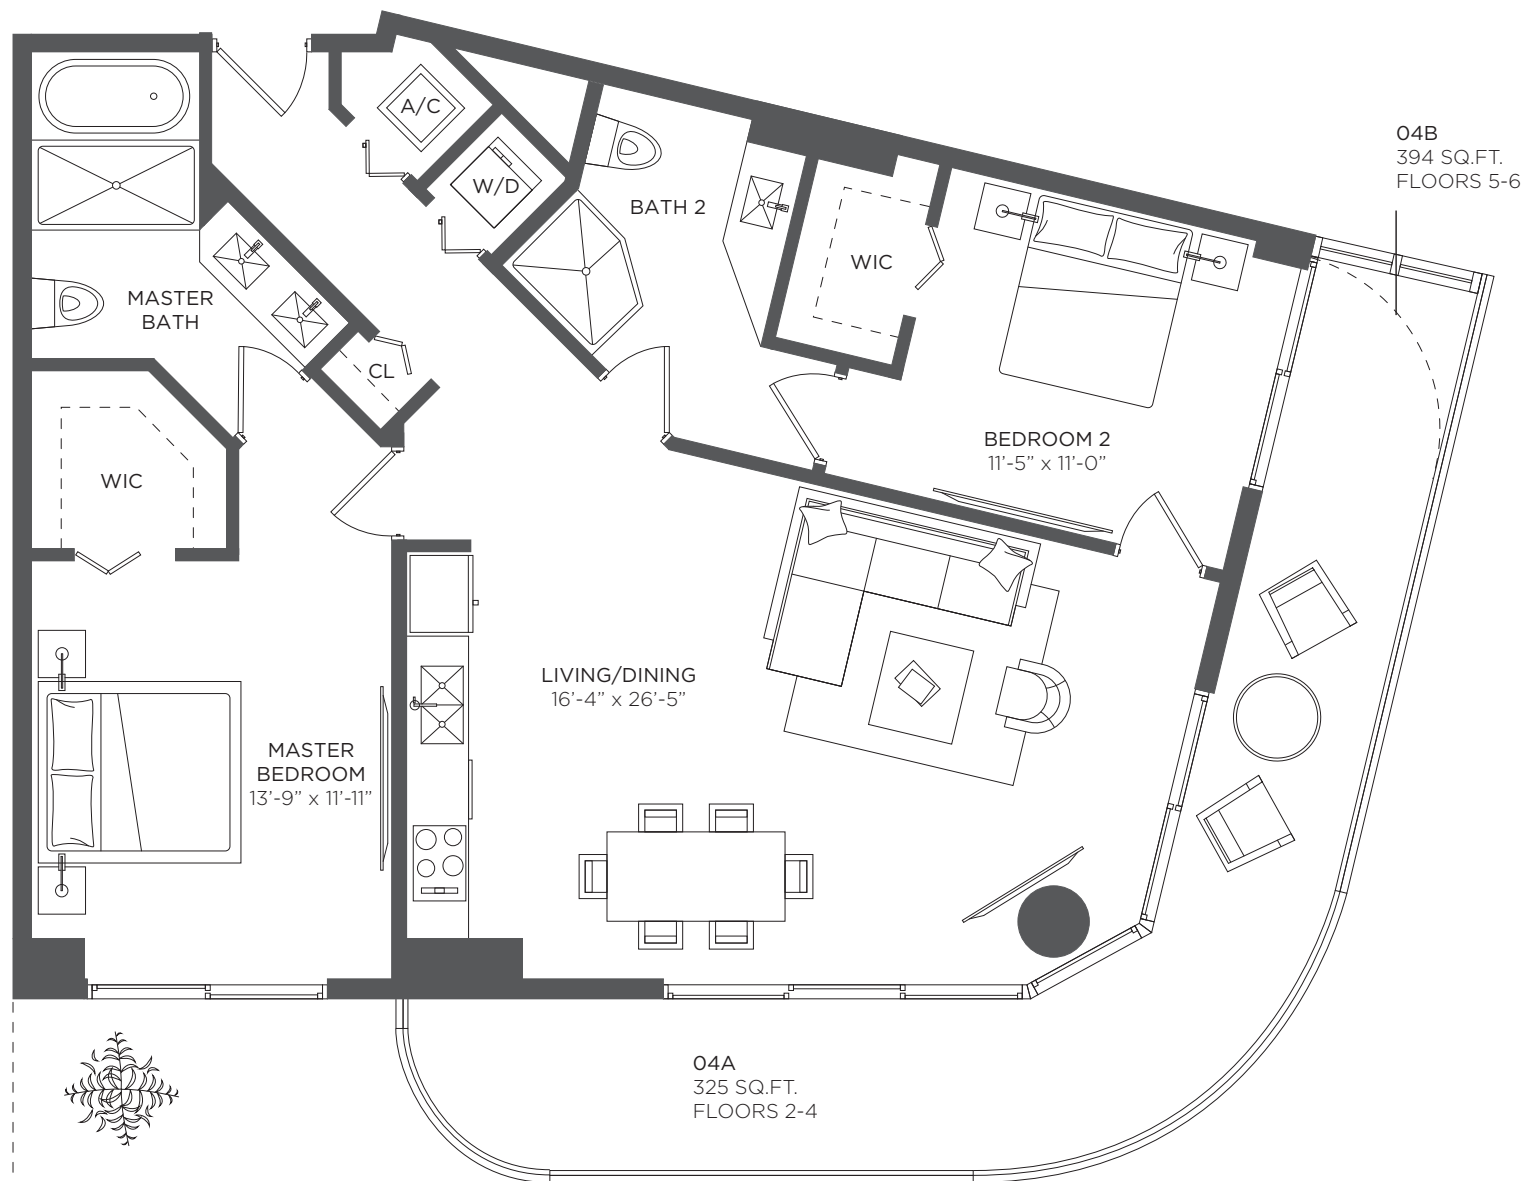 A/C
W/D
BATH 2
04B
394 SQ.FT.
FLOORS 5-6
WIC
MASTER
BATH
CL
BEDROOM 2
11'-5” x 11'-0”
WIC
LIVING/DINING
16'-4” x 26'-5”
MASTER
BEDROOM
13'-9” x 11'-11”
04A
325 SQ.FT.
FLOORS 2-4